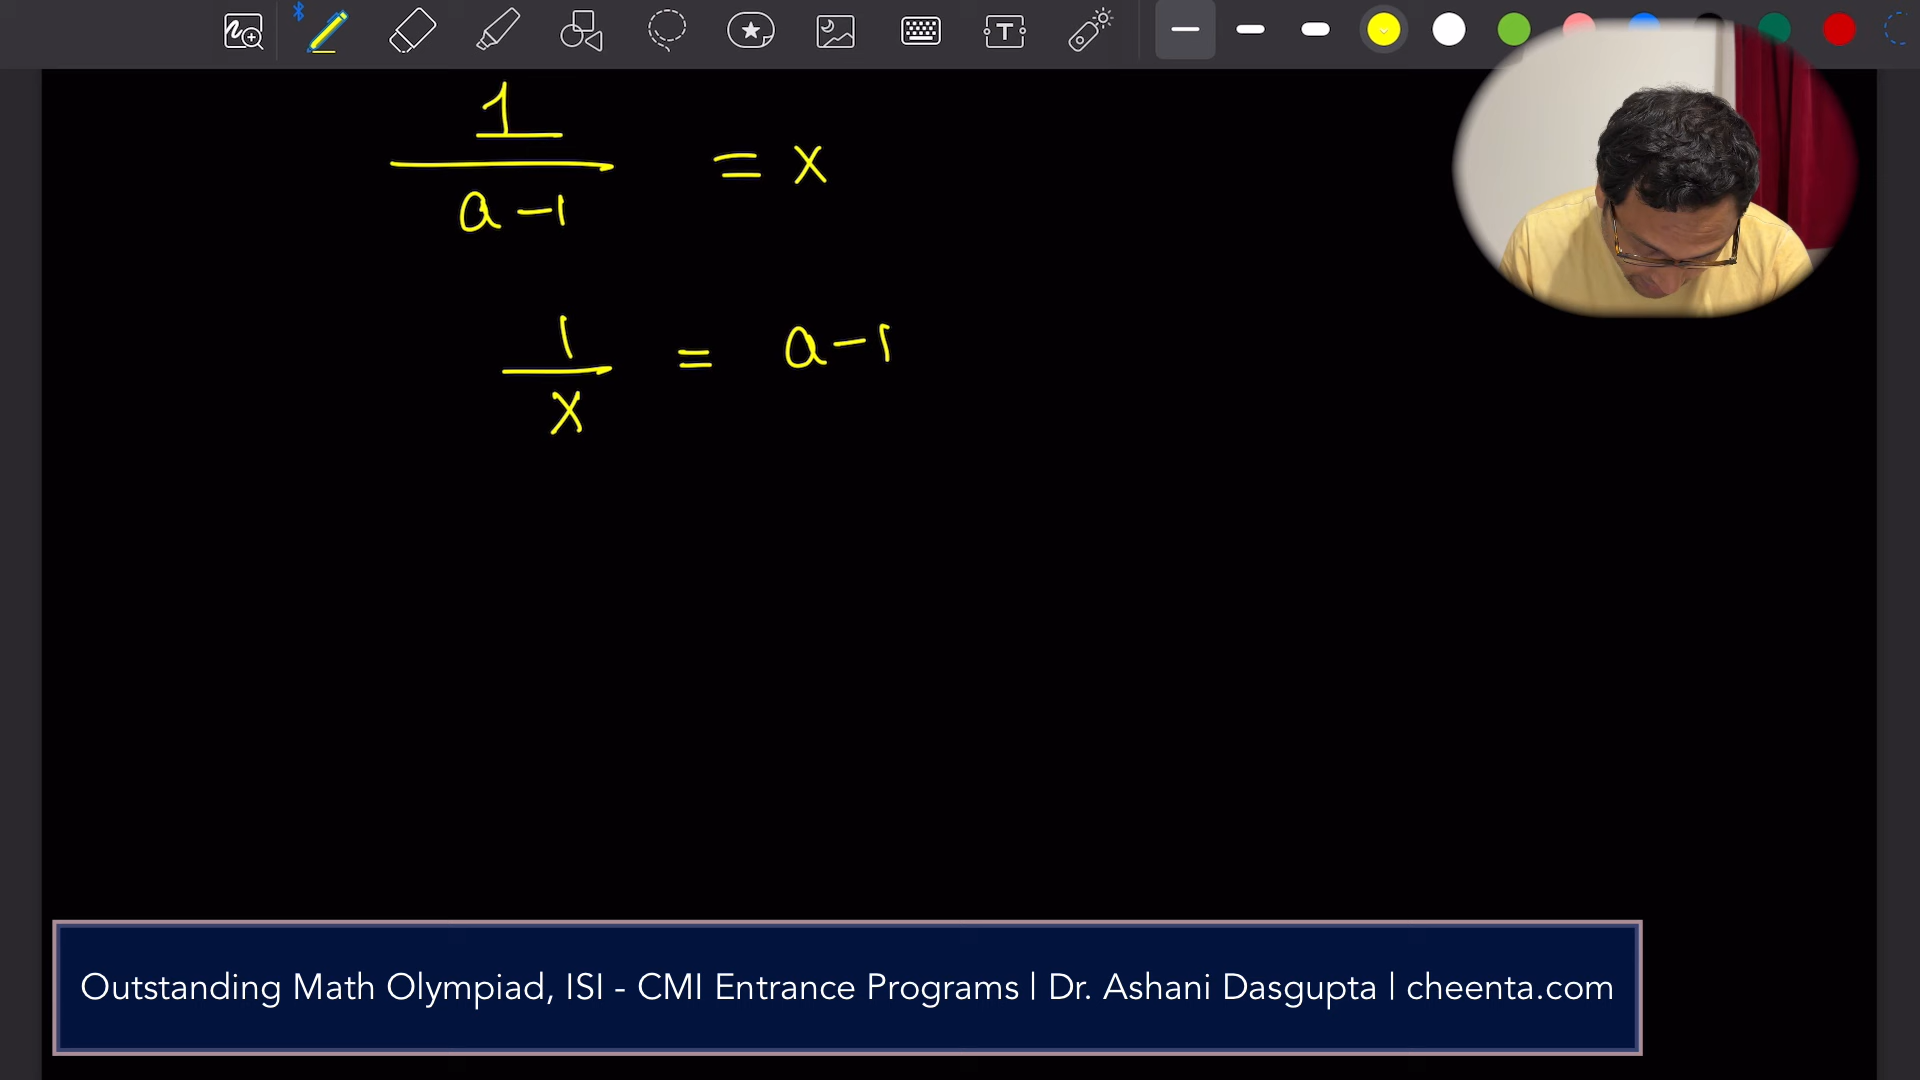 1
―――
a - 1
= x
1
―――
x
= a - 1
Outstanding Math Olympiad, ISI - CMI Entrance Programs | Dr. Ashani Dasgupta | cheenta.com